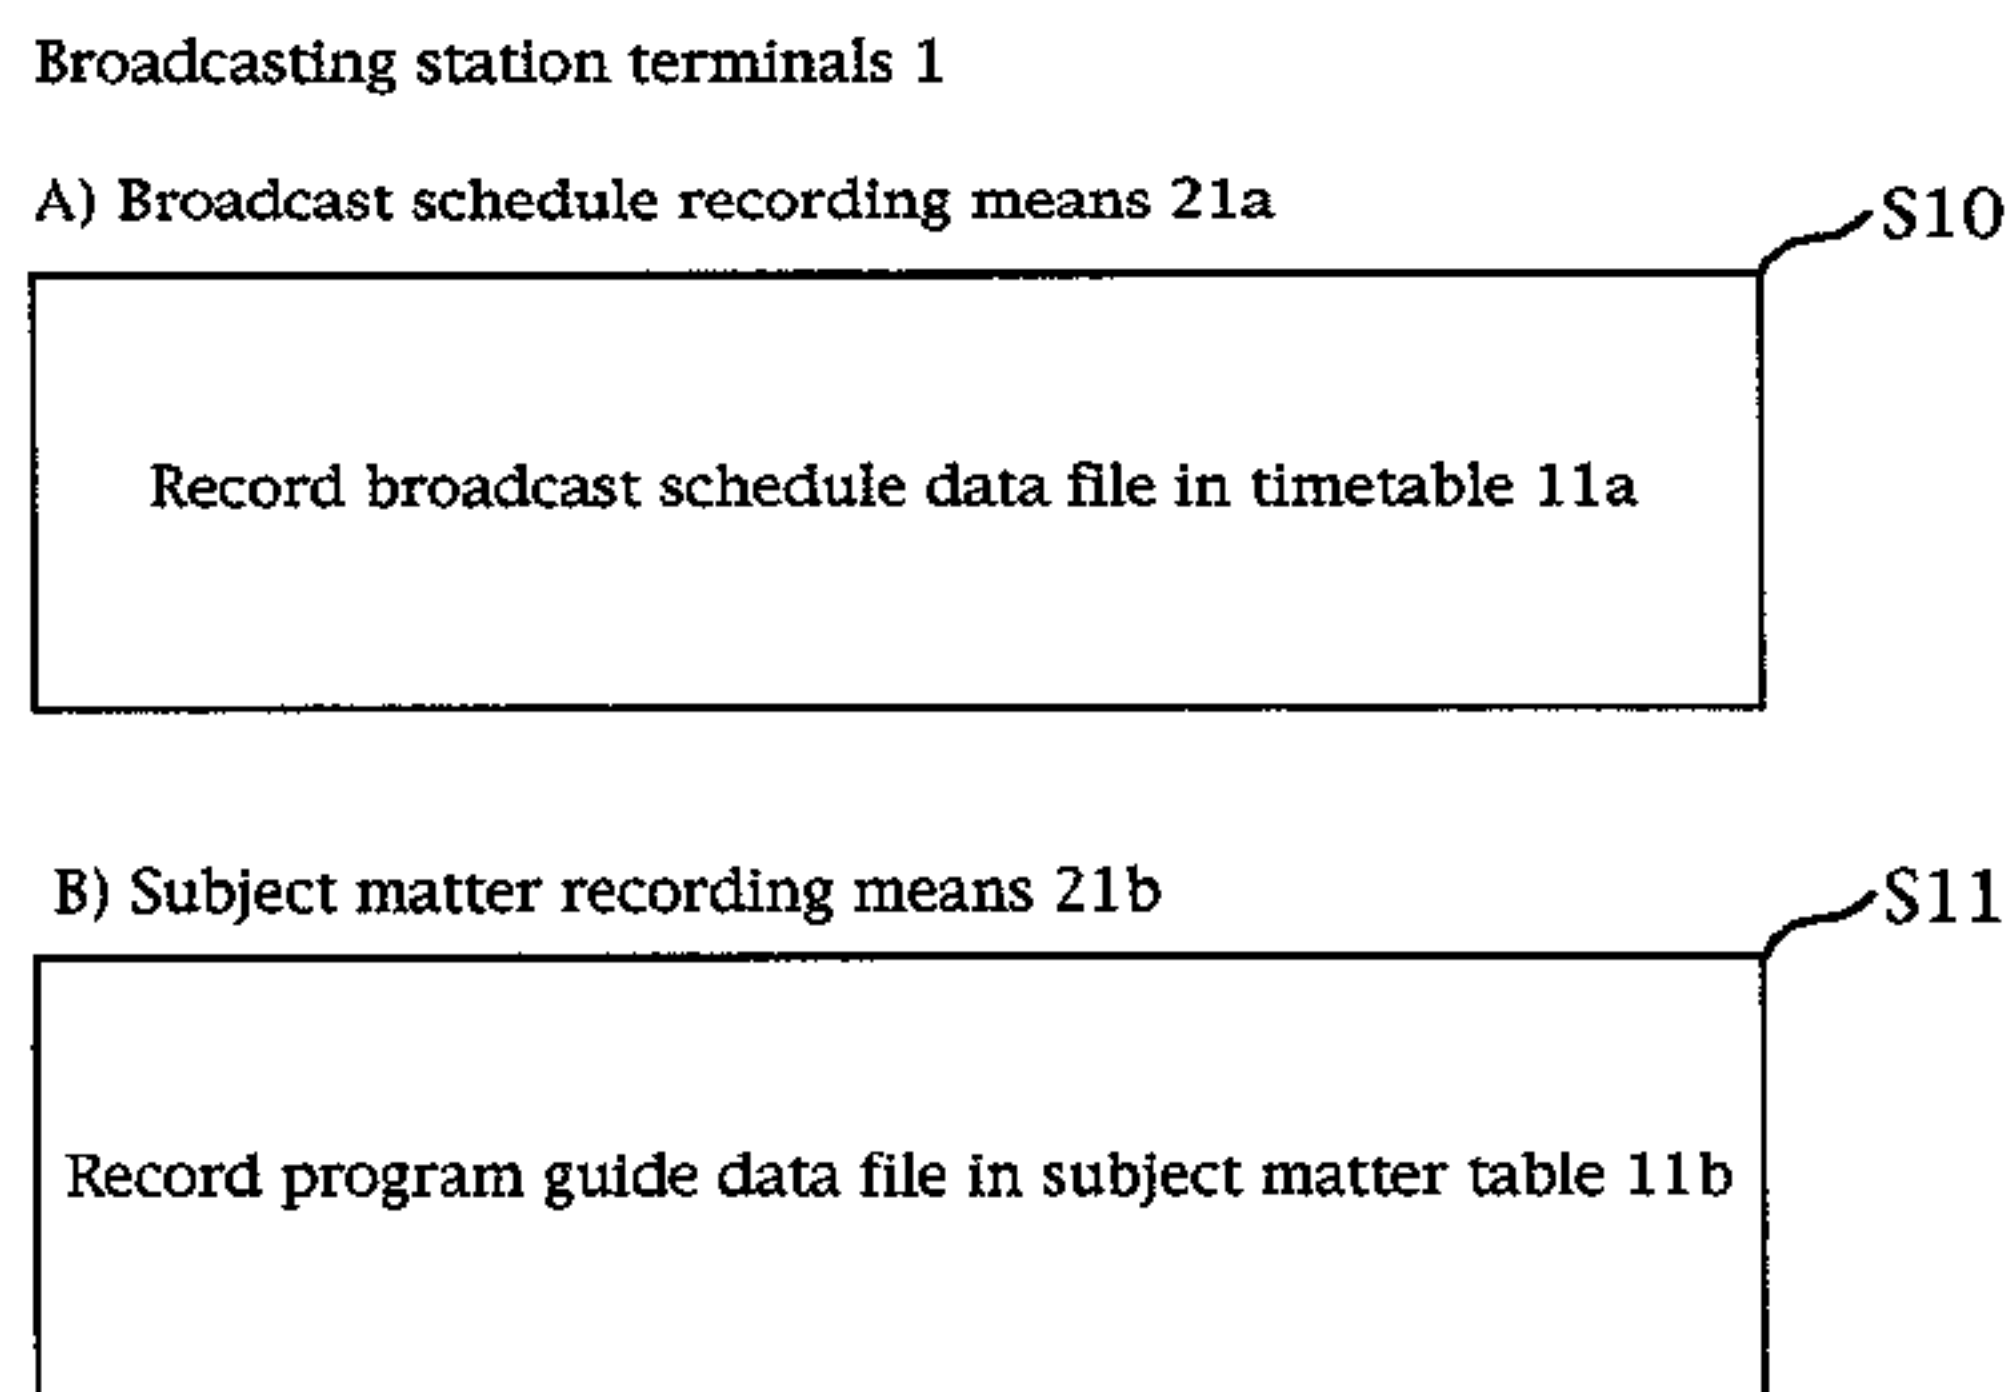 Broadcasting station terminals 1
A) Broadcast schedule recording means 21a
S10
Record broadcast schedule data file in timetable 11a
B) Subject matter recording means 21b
S11
Record program guide data file in subject matter table 11b